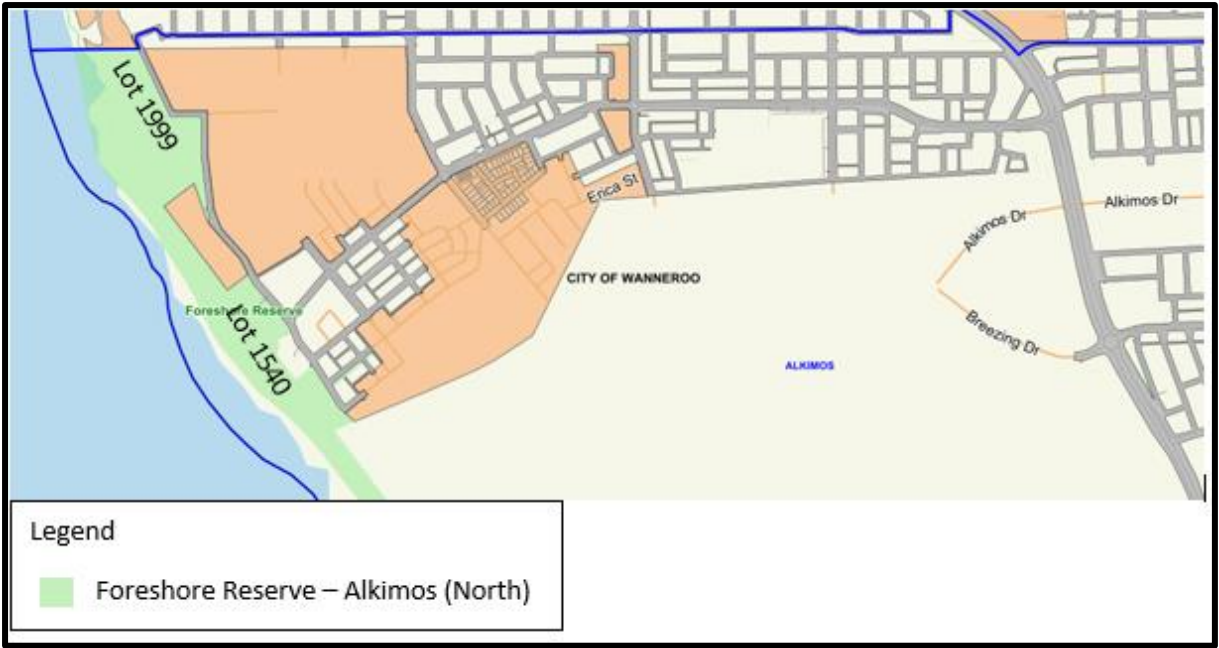 Lot 1999
Erica St
Alkimos Dr
Alkimos Dr
CITY OF WANNEROO
Foreshore Reserve
Lot 1540
Breezing Dr
ALKIMOS
Legend
Foreshore Reserve – Alkimos (North)